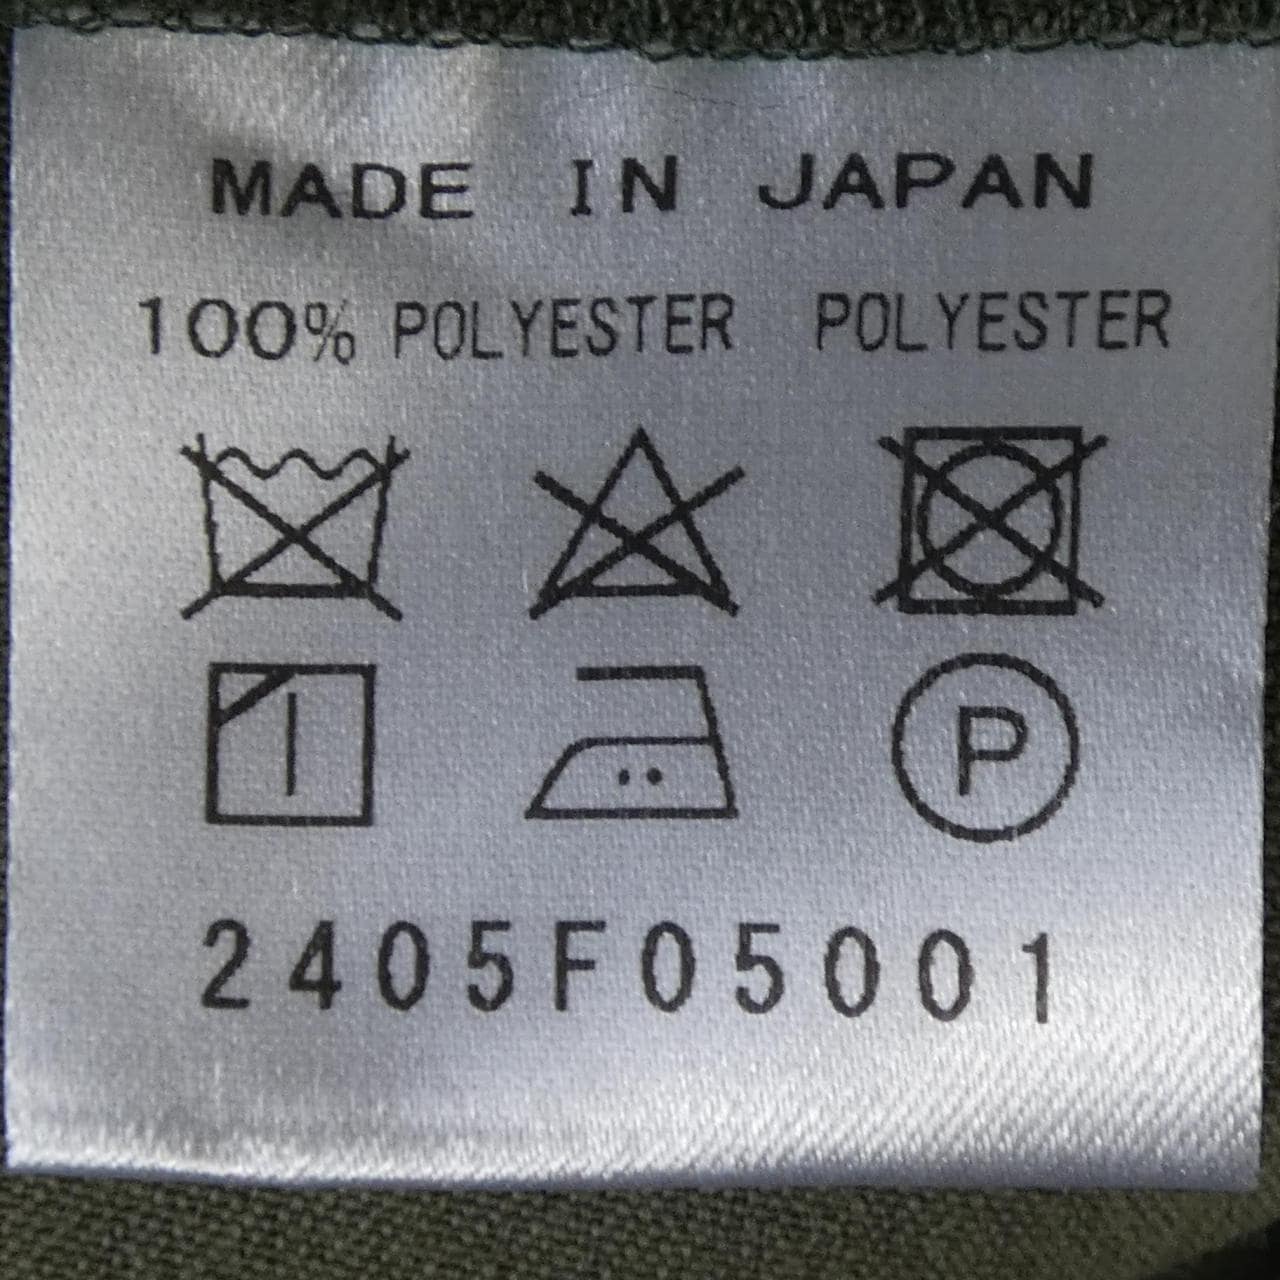 MADE IN JAPAN
100% POLYESTER POLYESTER
P
2405F05001